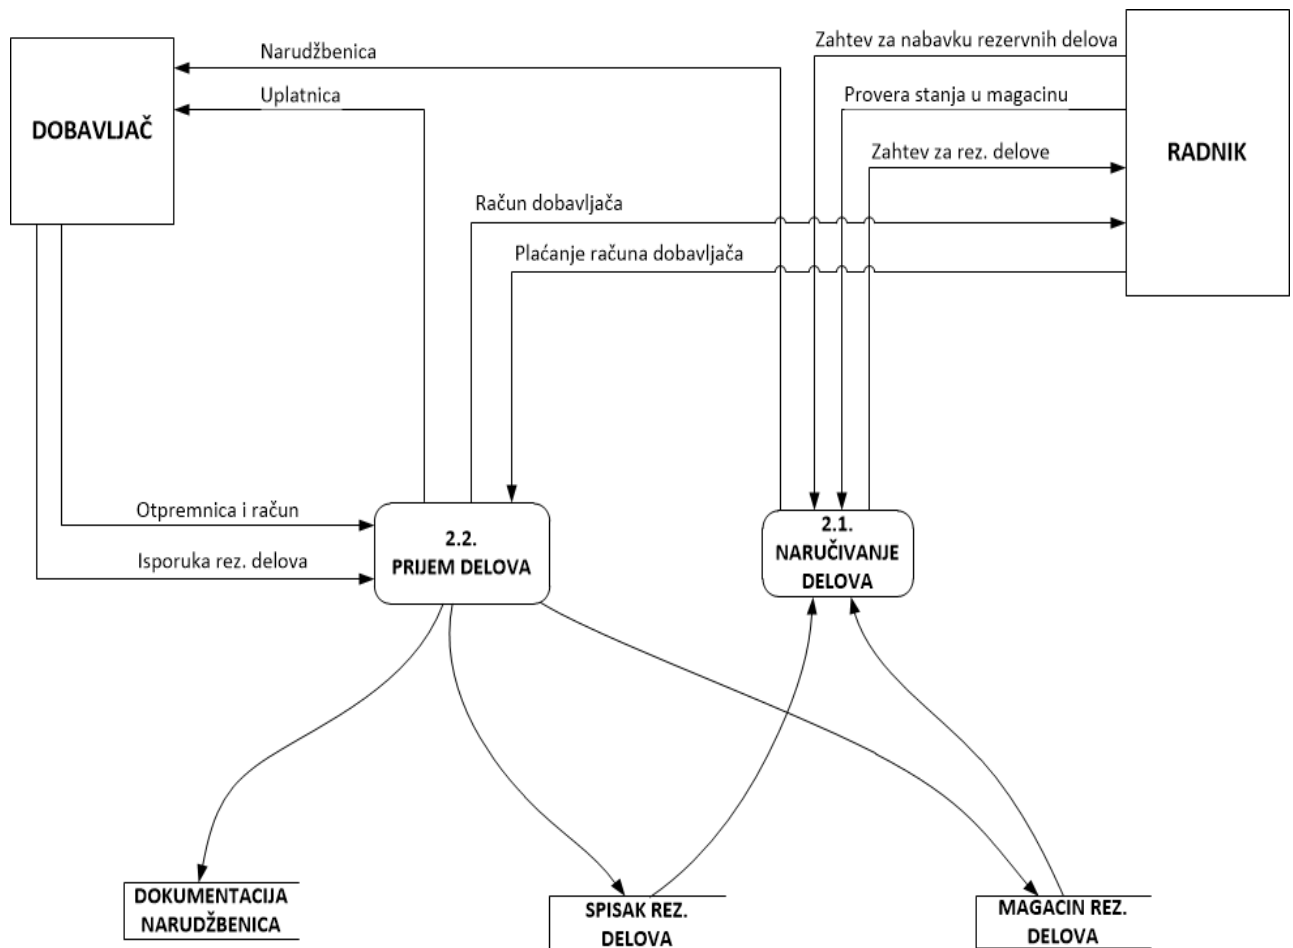 Narudžbenica
Uplatnica
DOBAVLJAČ
Zahtev za nabavku rezervnih delova
Provera stanja u magacinu
Zahtev za rez. delove
RADNIK
Račun dobavljača
Plaćanje računa dobavljača
Otpremnica i račun
Isporuka rez. delova
2.2.
PRIJEM DELOVA
2.1.
NARUČIVANJE
DELOVA
DOKUMENTACIJA
NARUDŽBENICA
SPISAK REZ.
DELOVA
MAGACIN REZ.
DELOVA